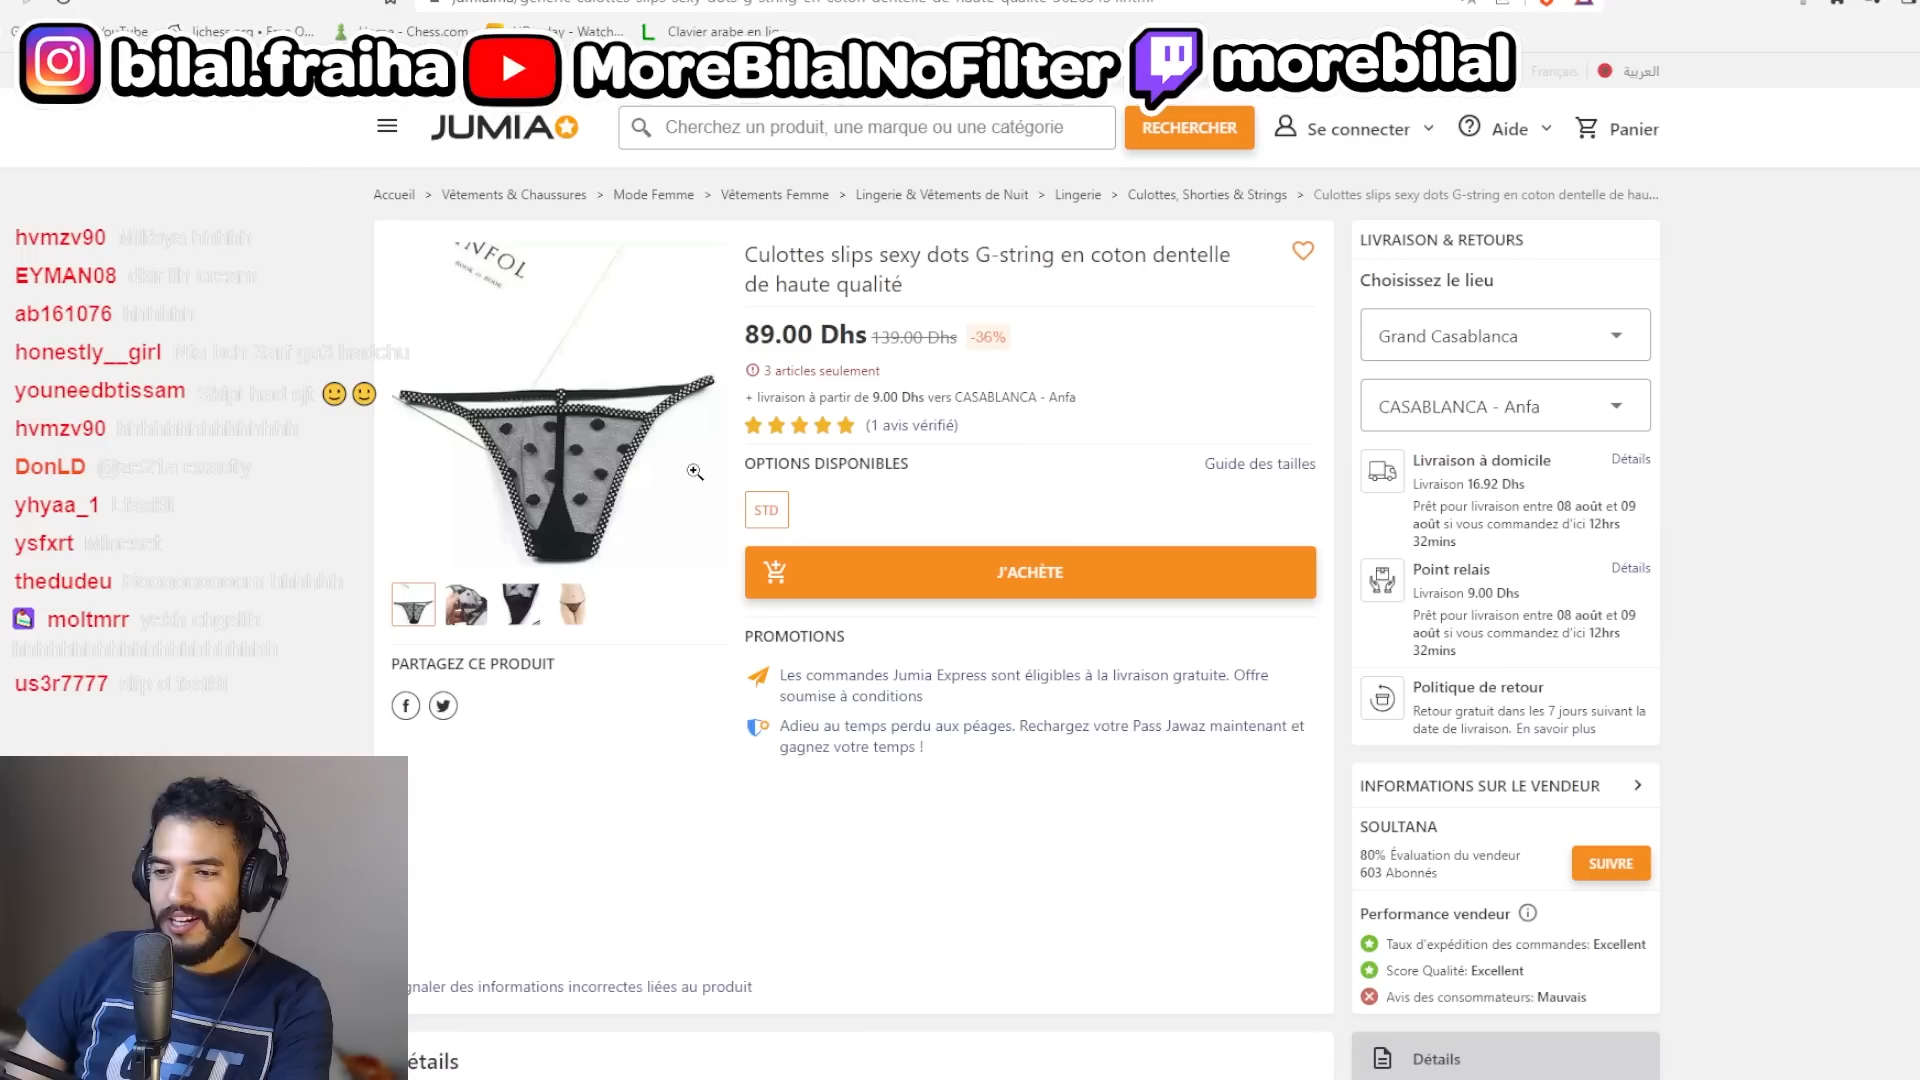 YouTube
lichess.org • Free O...
- Chess.com
- Watch...
Clavier arabe en lig
bilal.fraiha MoreBilalNoFilter morebilal
Français
العربية
JUMIA
Cherchez un produit, une marque ou une catégorie
RECHERCHER
Se connecter
Aide
Panier
Accueil > Vêtements & Chaussures > Mode Femme > Vêtements Femme > Lingerie & Vêtements de Nuit > Lingerie > Culottes, Shorties & Strings > Culottes slips sexy dots G-string en coton dentelle de hau...
hvmzv90
EYMAN08 dkir lih cream
ab161076 hhhhhh
honestly__girl
youneedbtissam
hvmzv90
DonLD
yhyaa_1
ysfxrt
thedudeu
moltmrr
us3r7777
Culottes slips sexy dots G-string en coton dentelle
de haute qualité
89.00 Dhs 139.00 Dhs -36%
3 articles seulement
+ livraison à partir de 9.00 Dhs vers CASABLANCA - Anfa
(1 avis vérifié)
OPTIONS DISPONIBLES
Guide des tailles
STD
J'ACHÈTE
PROMOTIONS
Les commandes Jumia Express sont éligibles à la livraison gratuite. Offre
soumise à conditions
Adieu au temps perdu aux péages. Rechargez votre Pass Jawaz maintenant et
gagnez votre temps !
PARTAGEZ CE PRODUIT
gnaler des informations incorrectes liées au produit
étails
LIVRAISON & RETOURS
Choisissez le lieu
Grand Casablanca
CASABLANCA - Anfa
Livraison à domicile
Détails
Livraison 16.92 Dhs
Prêt pour livraison entre 08 août et 09
août si vous commandez d'ici 12hrs
32mins
Point relais
Détails
Livraison 9.00 Dhs
Prêt pour livraison entre 08 août et 09
août si vous commandez d'ici 12hrs
32mins
Politique de retour
Retour gratuit dans les 7 jours suivant la
date de livraison. En savoir plus
INFORMATIONS SUR LE VENDEUR
SOULTANA
80% Évaluation du vendeur
603 Abonnés
SUIVRE
Performance vendeur
Taux d'expédition des commandes: Excellent
Score Qualité: Excellent
Avis des consommateurs: Mauvais
Détails